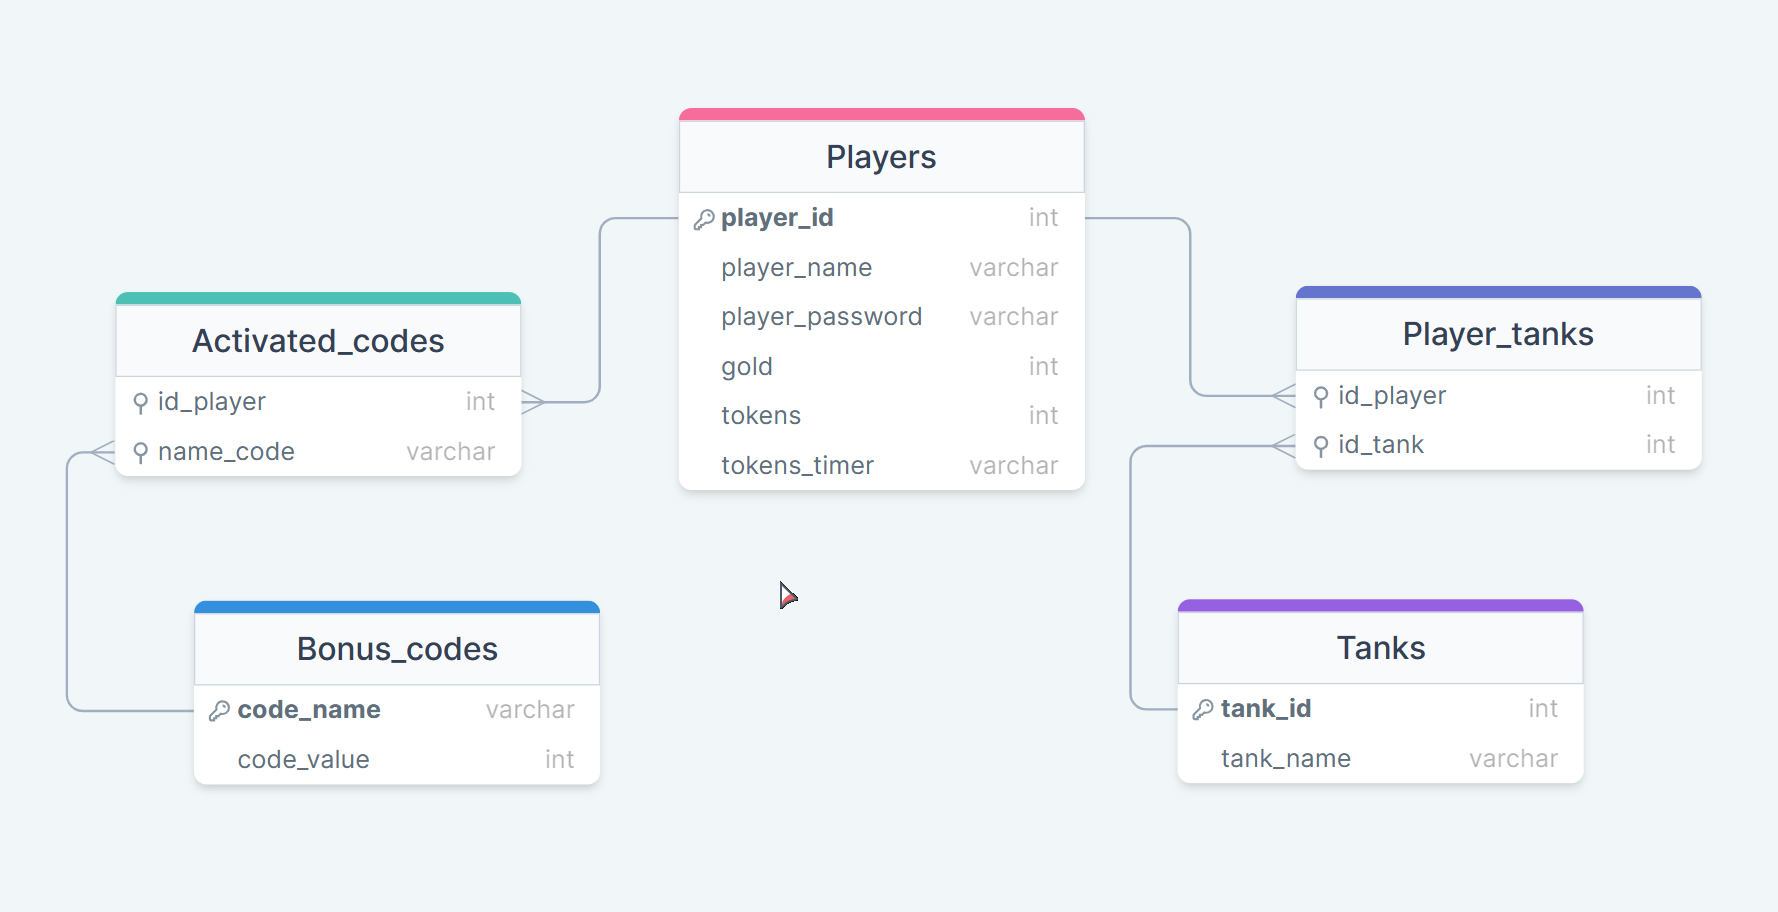 Players
player_id int
player_name varchar
player_password varchar
gold int
tokens int
tokens_timer varchar
Activated_codes
id_player int
name_code varchar
Player_tanks
id_player int
id_tank int
Bonus_codes
code_name varchar
code_value int
Tanks
tank_id int
tank_name varchar